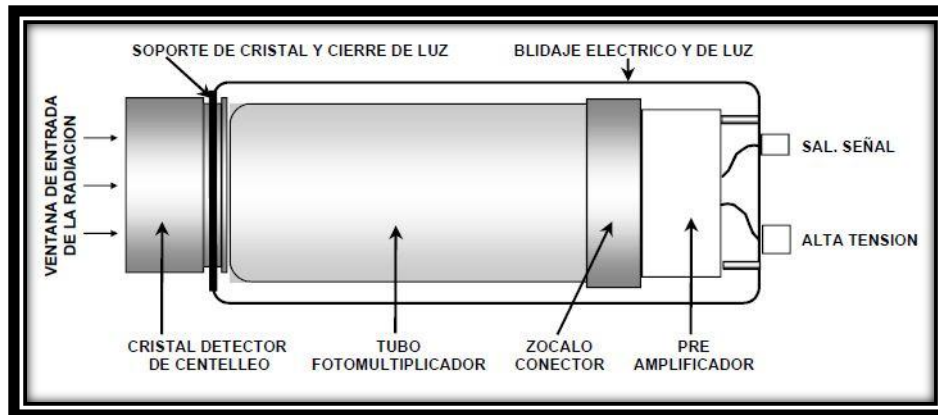 SOPORTE DE CRISTAL Y CIERRE DE LUZ
BLIDAJE ELECTRICO Y DE LUZ
VENTANA DE ENTRADA
DE LA RADIACION
SAL. SEÑAL
ALTA TENSION
CRISTAL DETECTOR
DE CENTELLEO
TUBO
FOTOMULTIPLICADOR
ZOCALO
CONECTOR
PRE
AMPLIFICADOR